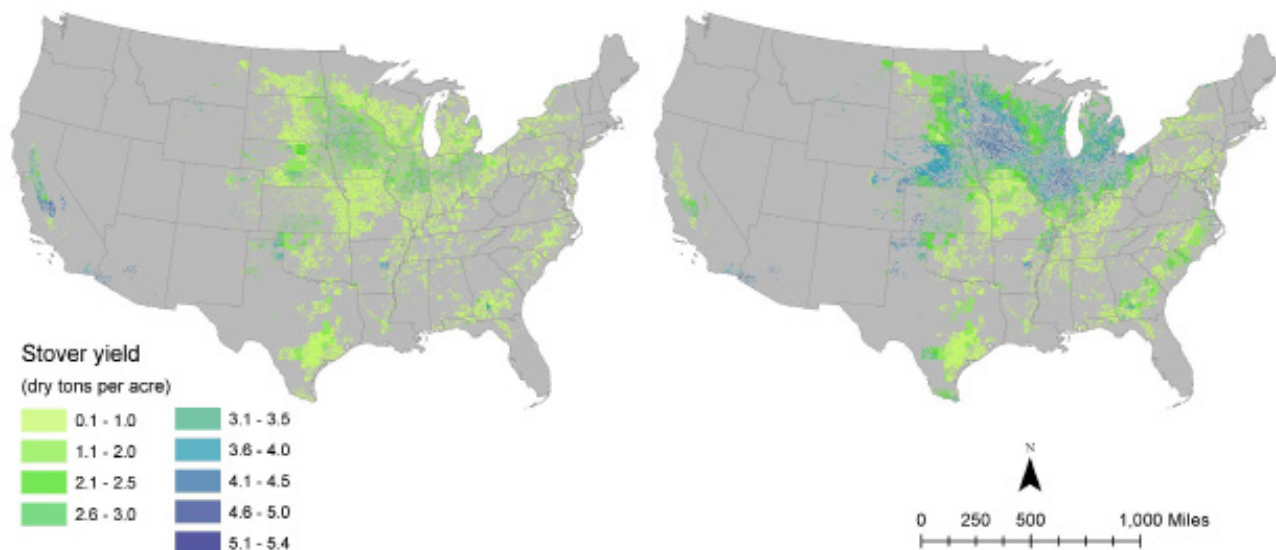 Stover yield
(dry tons per acre)
0.1 - 1.0
1.1 - 2.0
2.1 - 2.5
2.6 - 3.0
3.1 - 3.5
3.6 - 4.0
4.1 - 4.5
4.6 - 5.0
5.1 - 5.4
N
0 250 500 1,000 Miles